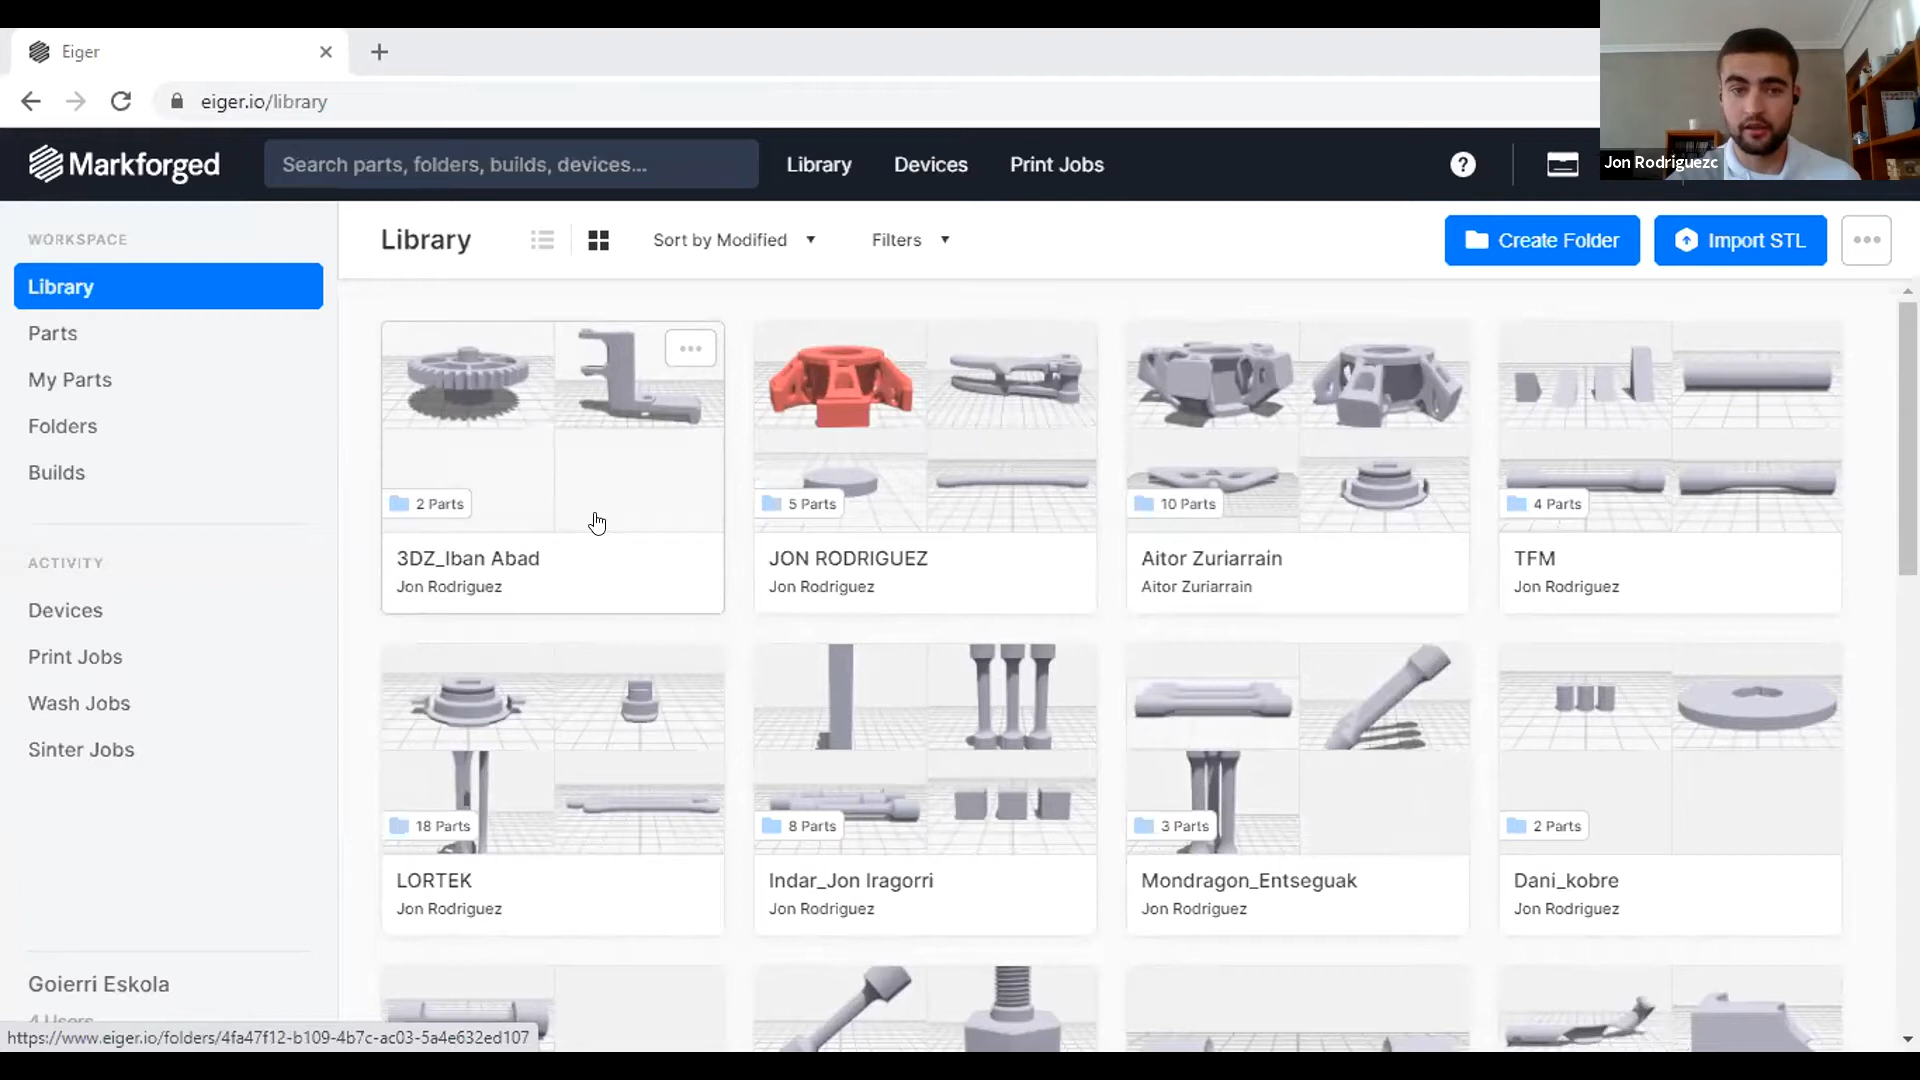 Eiger
eiger.io/library
Markforged
Search parts, folders, builds, devices...
Library
Devices
Print Jobs
Jon Rodriguezc
WORKSPACE
Library
Parts
My Parts
Folders
Builds
ACTIVITY
Devices
Print Jobs
Wash Jobs
Sinter Jobs
Goierri Eskola
4 Users
https://www.eiger.io/folders/4fa47f12-b109-4b7c-ac03-5a4e632ed107
Library
Sort by Modified
Filters
Create Folder
Import STL
2 Parts
3DZ_Iban Abad
Jon Rodriguez
5 Parts
JON RODRIGUEZ
Jon Rodriguez
10 Parts
Aitor Zuriarrain
Aitor Zuriarrain
4 Parts
TFM
Jon Rodriguez
18 Parts
LORTEK
Jon Rodriguez
8 Parts
Indar_Jon Iragorri
Jon Rodriguez
3 Parts
Mondragon_Entseguak
Jon Rodriguez
2 Parts
Dani_kobre
Jon Rodriguez